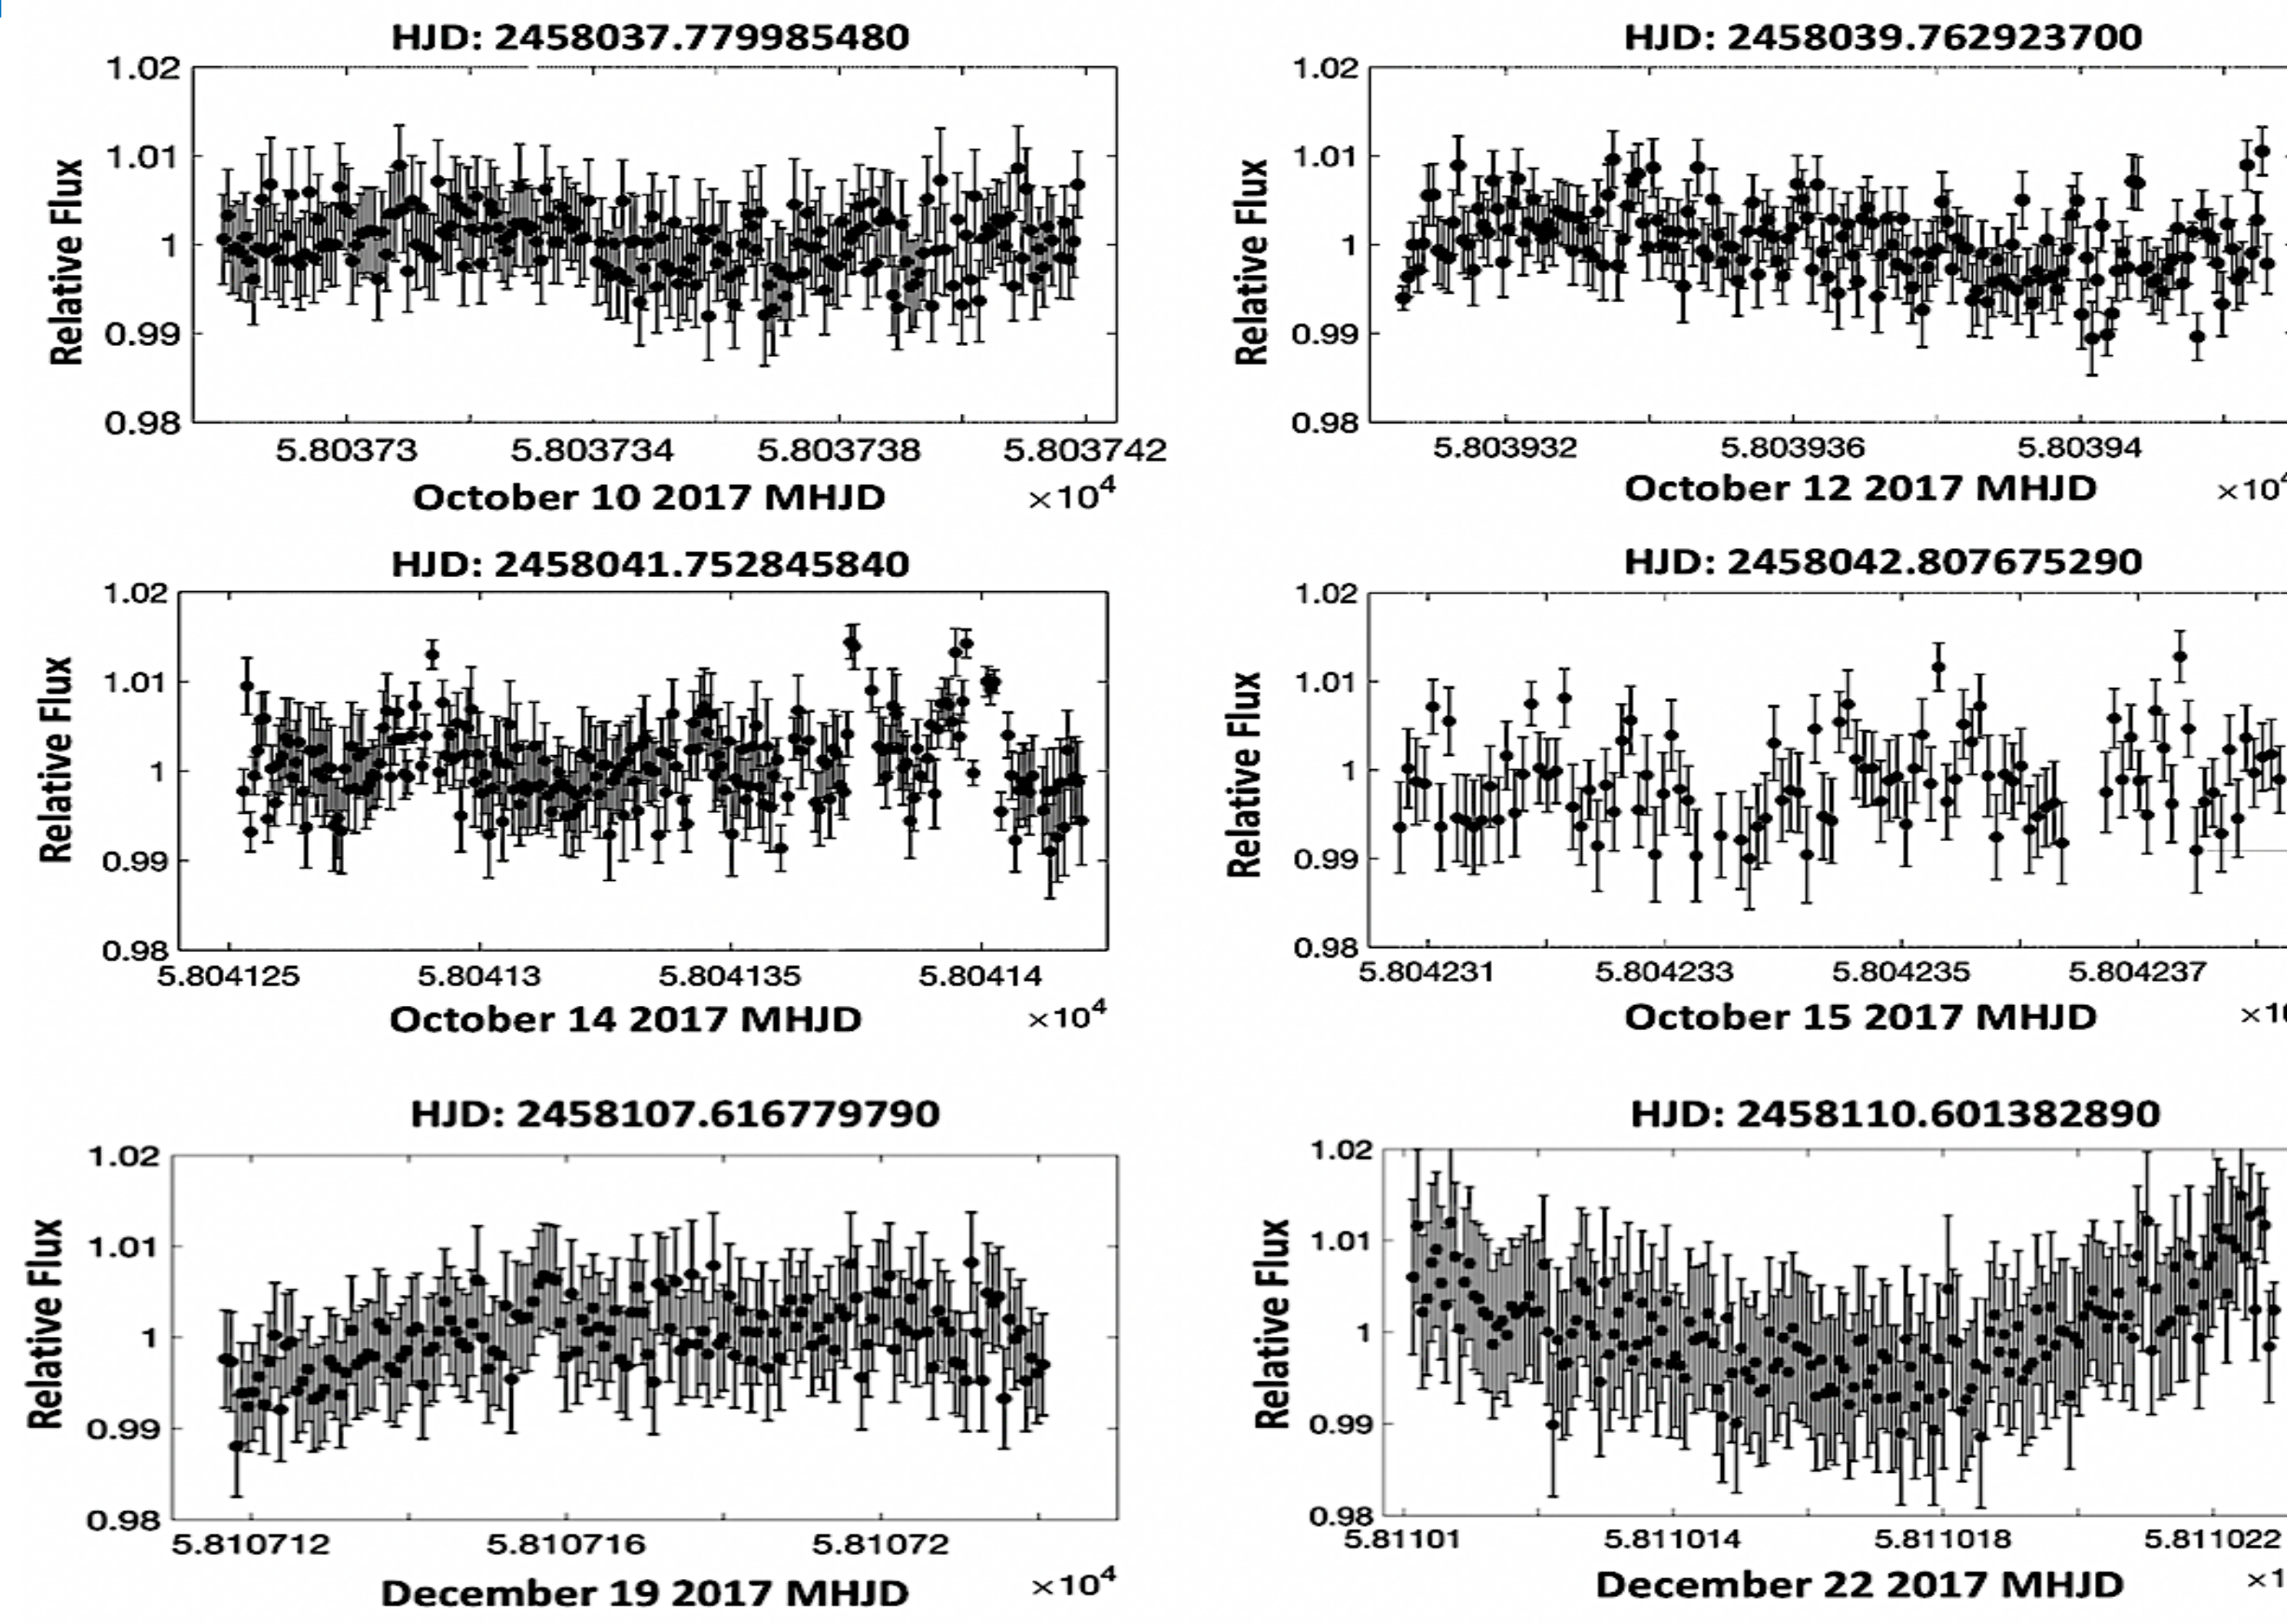 HJD: 2458037.779985480
1.02
1.01
1
0.99
0.98
Relative Flux
5.80373 5.803734 5.803738 5.803742
October 10 2017 MHJD ×10⁴
HJD: 2458039.762923700
1.02
1.01
1
0.99
0.98
Relative Flux
5.803932 5.803936 5.80394
October 12 2017 MHJD ×10⁴
HJD: 2458041.752845840
1.02
1.01
1
0.99
0.98
Relative Flux
5.804125 5.80413 5.804135 5.80414
October 14 2017 MHJD ×10⁴
HJD: 2458042.807675290
1.02
1.01
1
0.99
0.98
Relative Flux
5.804231 5.804233 5.804235 5.804237
October 15 2017 MHJD ×10
HJD: 2458107.616779790
1.02
1.01
1
0.99
0.98
Relative Flux
5.810712 5.810716 5.81072
December 19 2017 MHJD ×10⁴
HJD: 2458110.601382890
1.02
1.01
1
0.99
0.98
Relative Flux
5.81101 5.811014 5.811018 5.811022
December 22 2017 MHJD ×1